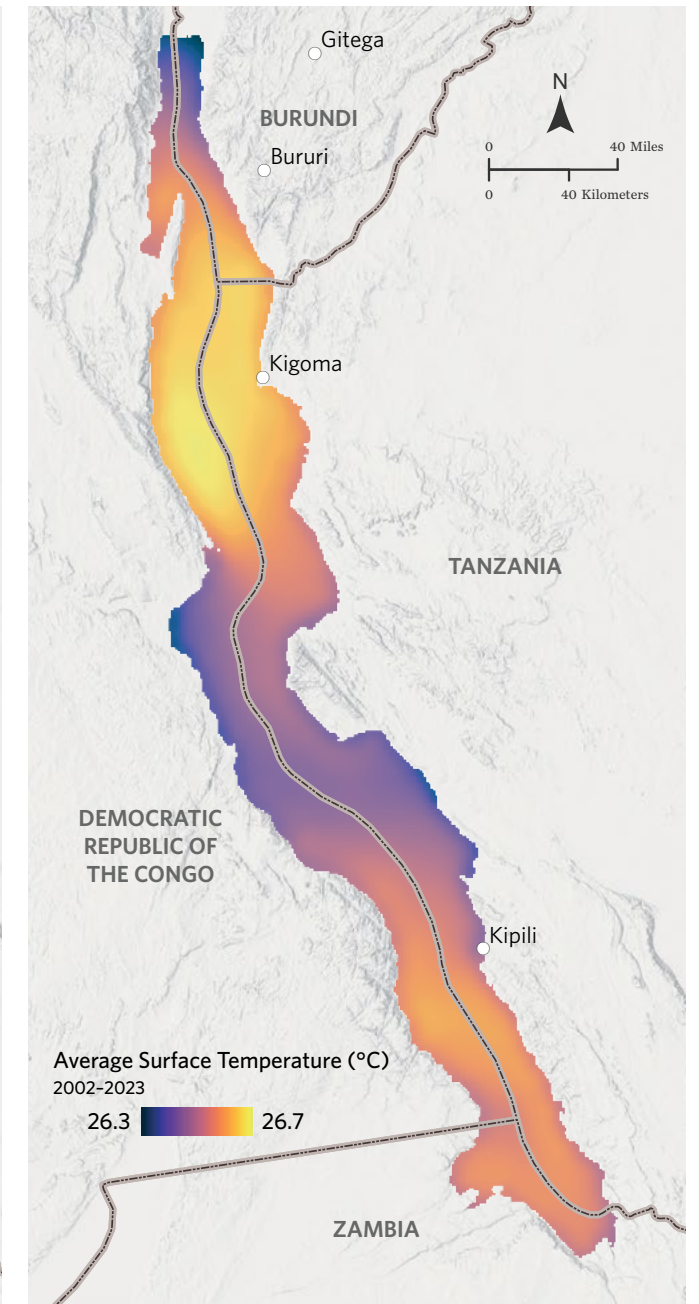 Gitega
BURUNDI
N
0 40 Miles
0 40 Kilometers
Bururi
Kigoma
TANZANIA
DEMOCRATIC
REPUBLIC OF
THE CONGO
Kipili
Average Surface Temperature (°C)
2002–2023
26.3 26.7
ZAMBIA